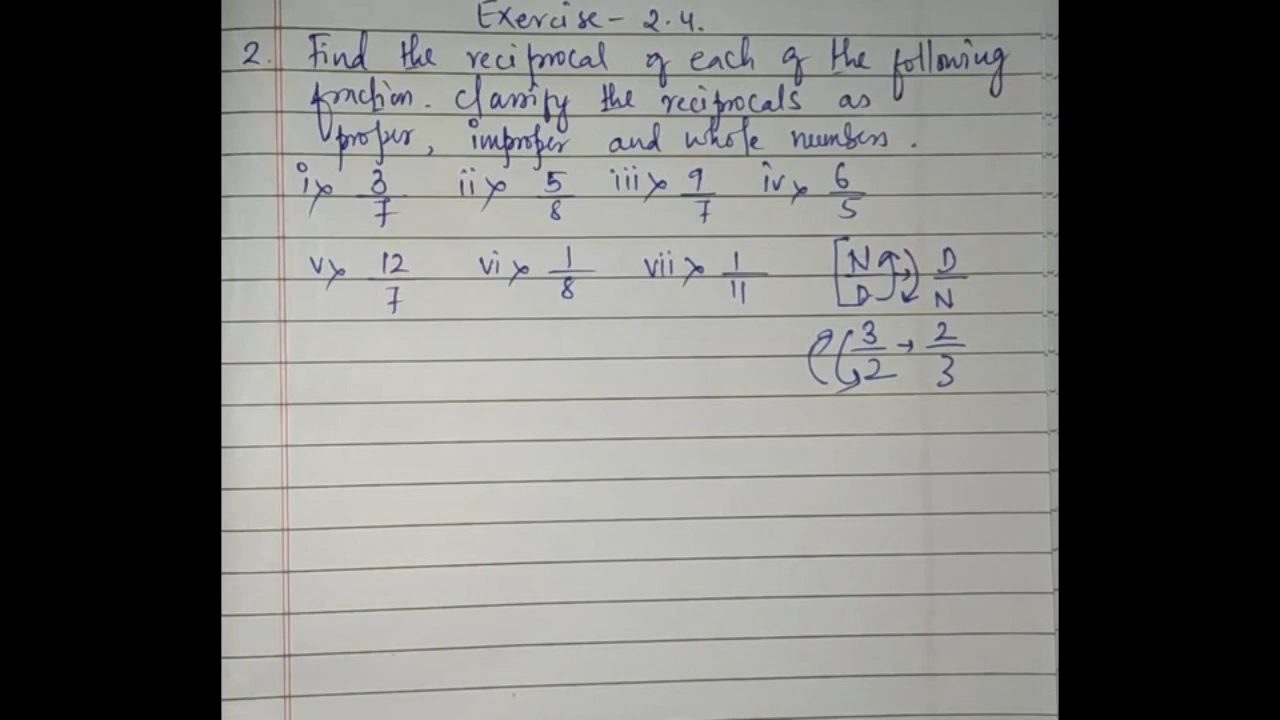 Exercise - 2.4.
2. Find the reciprocal of each of the following
fraction. Classify the reciprocals as
proper, improper and whole numbers.
i> 3/7 ii> 5/8 iii> 9/7 iv> 6/5
v> 12/7 vi> 1/8 vii> 1/11 [N/D → D/N
3/2 → 2/3